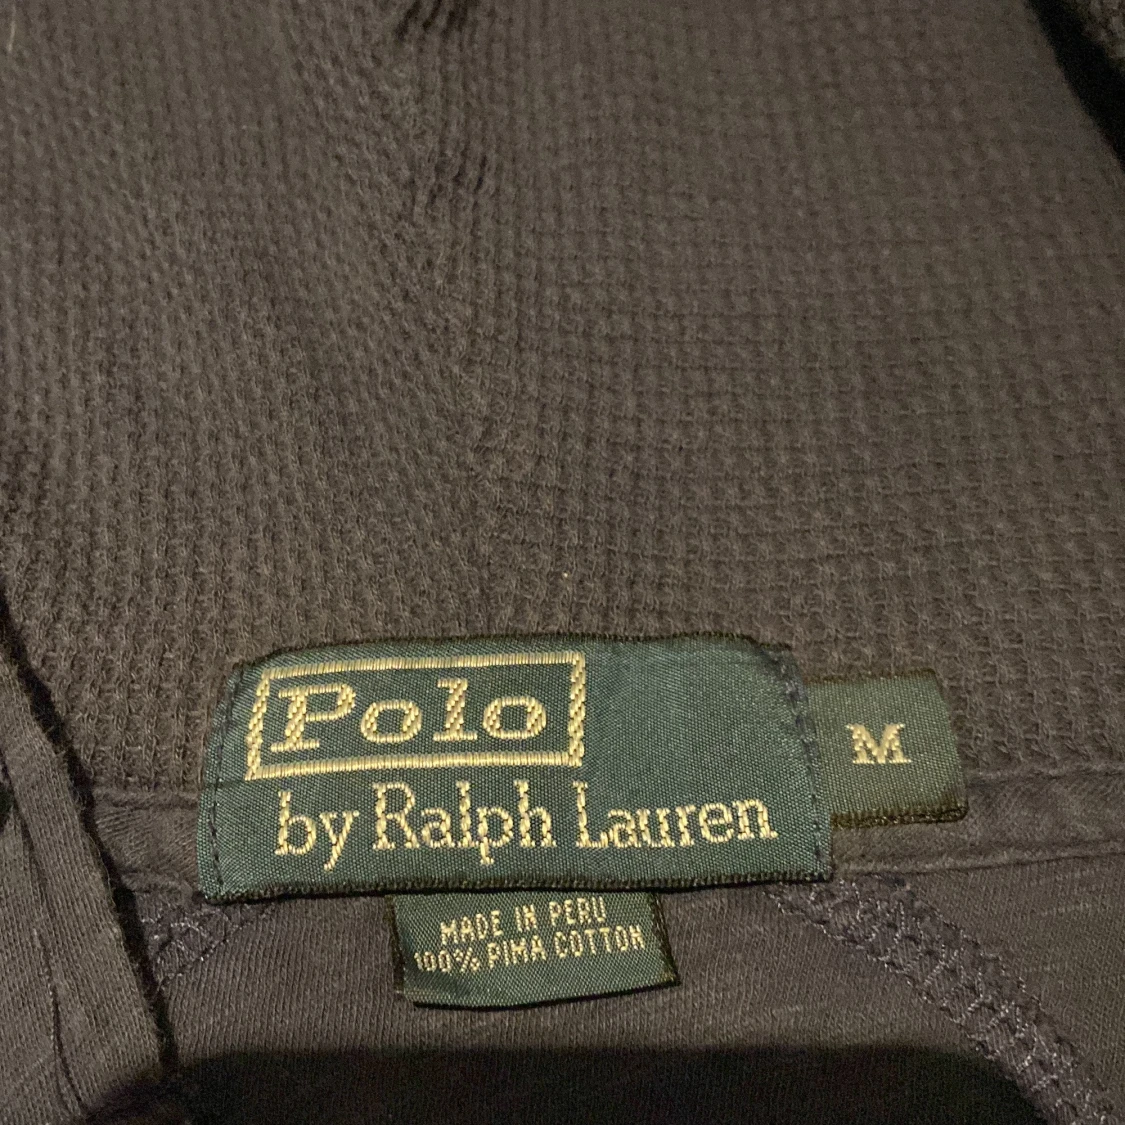 Polo
by Ralph Lauren
M
MADE IN PERU
100% PIMA COTTON